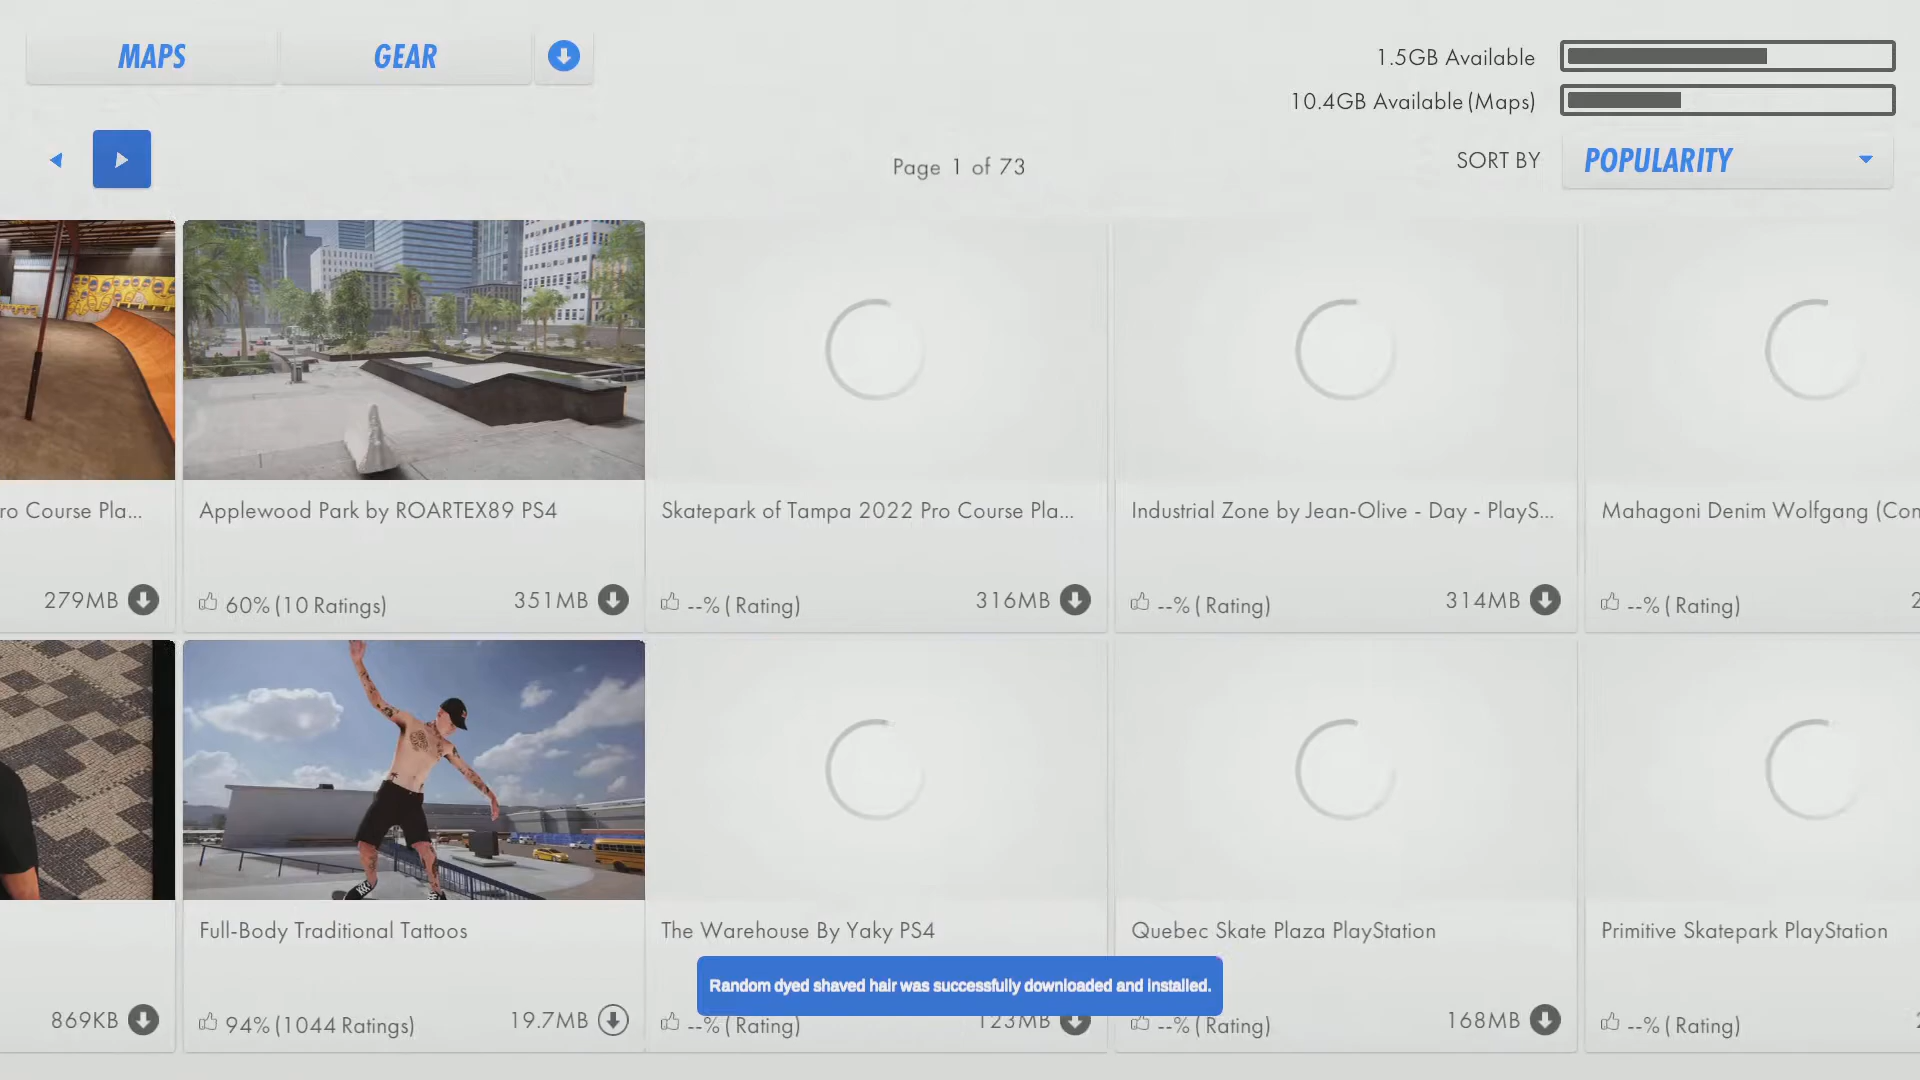 MAPS
GEAR
1.5GB Available
10.4GB Available (Maps)
Page 1 of 73
SORT BY
POPULARITY
ro Course Pla...
Applewood Park by ROARTEX89 PS4
Skatepark of Tampa 2022 Pro Course Pla...
Industrial Zone by Jean-Olive - Day - PlayS...
Mahagoni Denim Wolfgang (Con
279MB
60% (10 Ratings)
351MB
--% ( Rating)
316MB
--% ( Rating)
314MB
--% ( Rating)
2
Full-Body Traditional Tattoos
The Warehouse By Yaky PS4
Quebec Skate Plaza PlayStation
Primitive Skatepark PlayStation
Random dyed shaved hair was successfully downloaded and installed.
869KB
94% (1044 Ratings)
19.7MB
--% ( Rating)
123MB
--% ( Rating)
168MB
--% ( Rating)